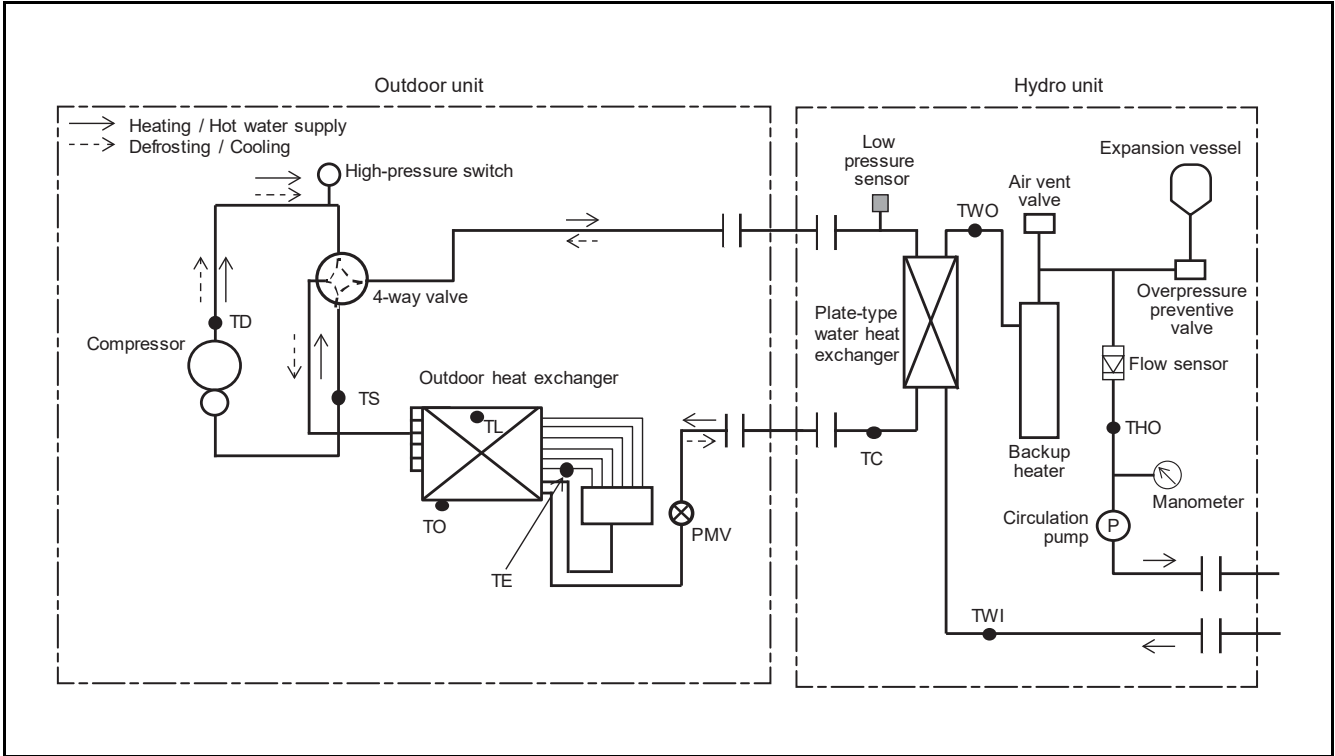 Outdoor unit
Hydro unit
Heating / Hot water supply
Defrosting / Cooling
High-pressure switch
Low
pressure
sensor
Expansion vessel
Air vent
valve
TWO
4-way valve
Overpressure
preventive
valve
Plate-type
water heat
exchanger
TD
Compressor
Flow sensor
Outdoor heat exchanger
TS
TL
THO
TC
Backup
heater
Manometer
TO
PMV
Circulation
pump
P
TE
TWI